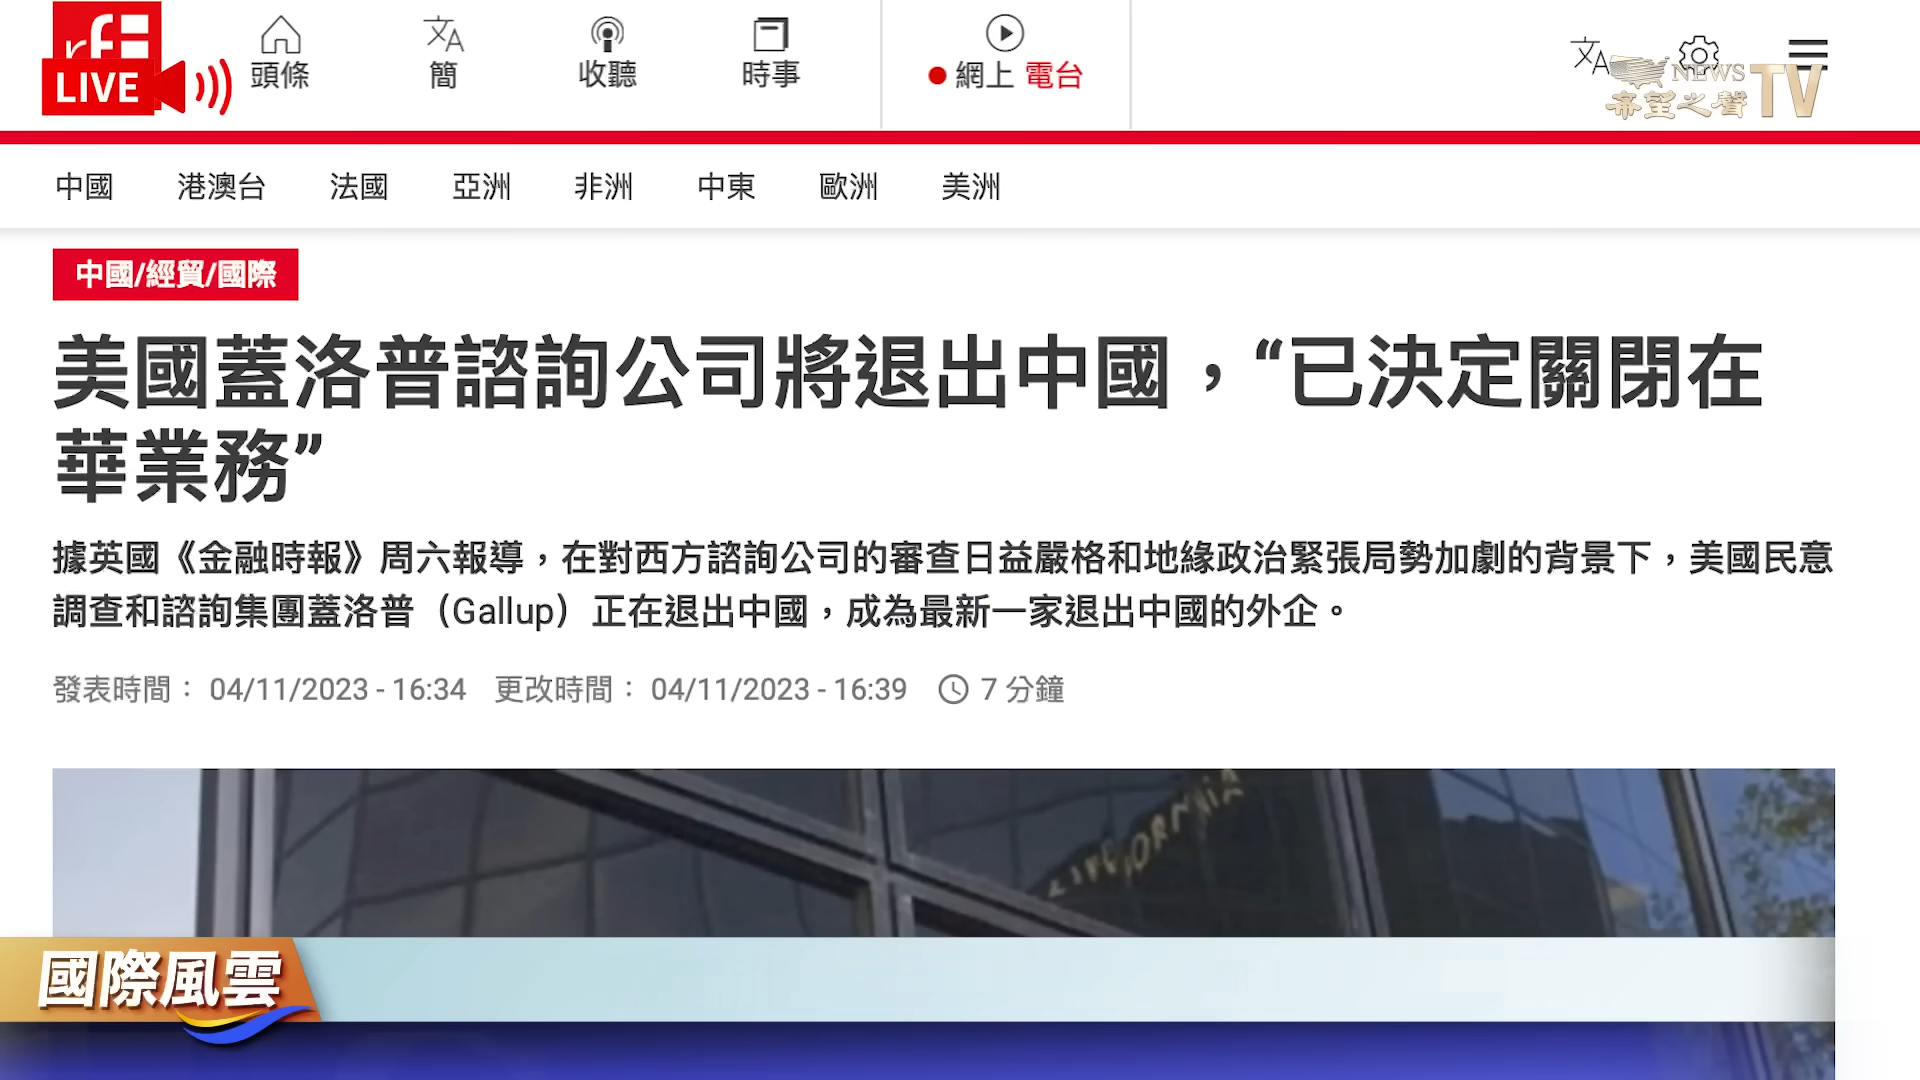 rf
LIVE
頭條
簡
收聽
時事
網上 電台
NEWS
希望之聲 TV
中國 港澳台 法國 亞洲 非洲 中東 歐洲 美洲
中國/經貿/國際
美國蓋洛普諮詢公司將退出中國，“已決定關閉在
華業務”
據英國《金融時報》周六報導，在對西方諮詢公司的審查日益嚴格和地緣政治緊張局勢加劇的背景下，美國民意
調查和諮詢集團蓋洛普（Gallup）正在退出中國，成為最新一家退出中國的外企。
發表時間： 04/11/2023 - 16:34 更改時間： 04/11/2023 - 16:39 7 分鐘
國際風雲